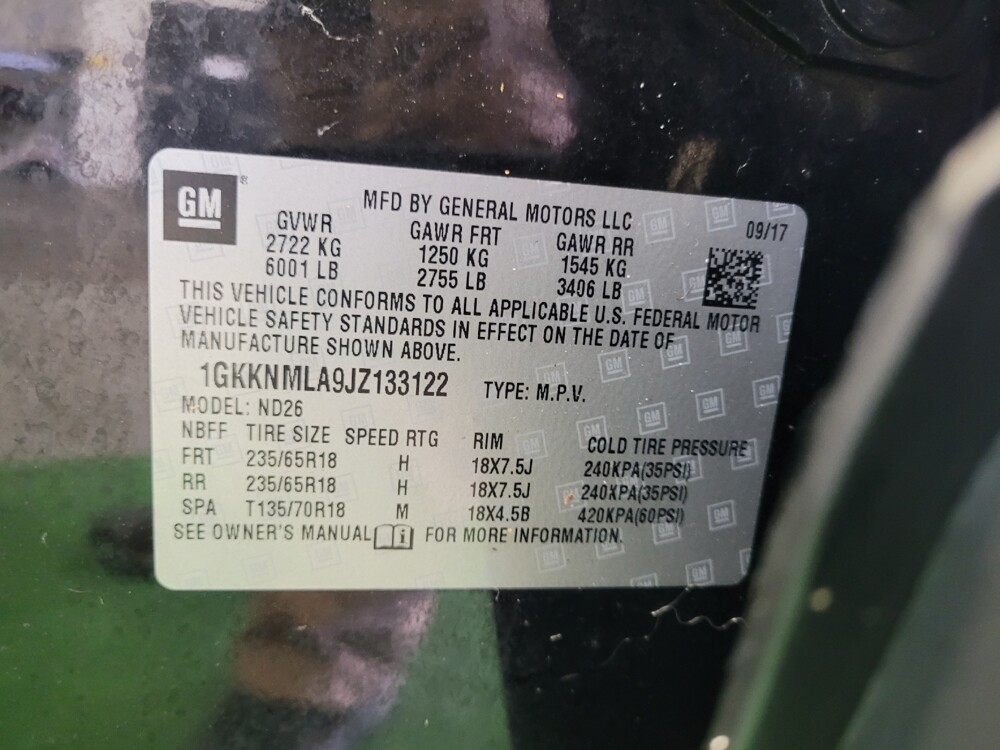 GM®
MFD BY GENERAL MOTORS LLC
09/17
GVWR GAWR FRT GAWR RR
2722 KG 1250 KG 1545 KG
6001 LB 2755 LB 3406 LB
THIS VEHICLE CONFORMS TO ALL APPLICABLE U.S. FEDERAL MOTOR
VEHICLE SAFETY STANDARDS IN EFFECT ON THE DATE OF
MANUFACTURE SHOWN ABOVE.
1GKKNMLA9JZ133122 TYPE: M.P.V.
MODEL: ND26
NBFF TIRE SIZE SPEED RTG RIM COLD TIRE PRESSURE
FRT 235/65R18 H 18X7.5J 240KPA(35PSI)
RR 235/65R18 H 18X7.5J 240KPA(35PSI)
SPA T135/70R18 M 18X4.5B 420KPA(60PSI)
SEE OWNER'S MANUAL FOR MORE INFORMATION.